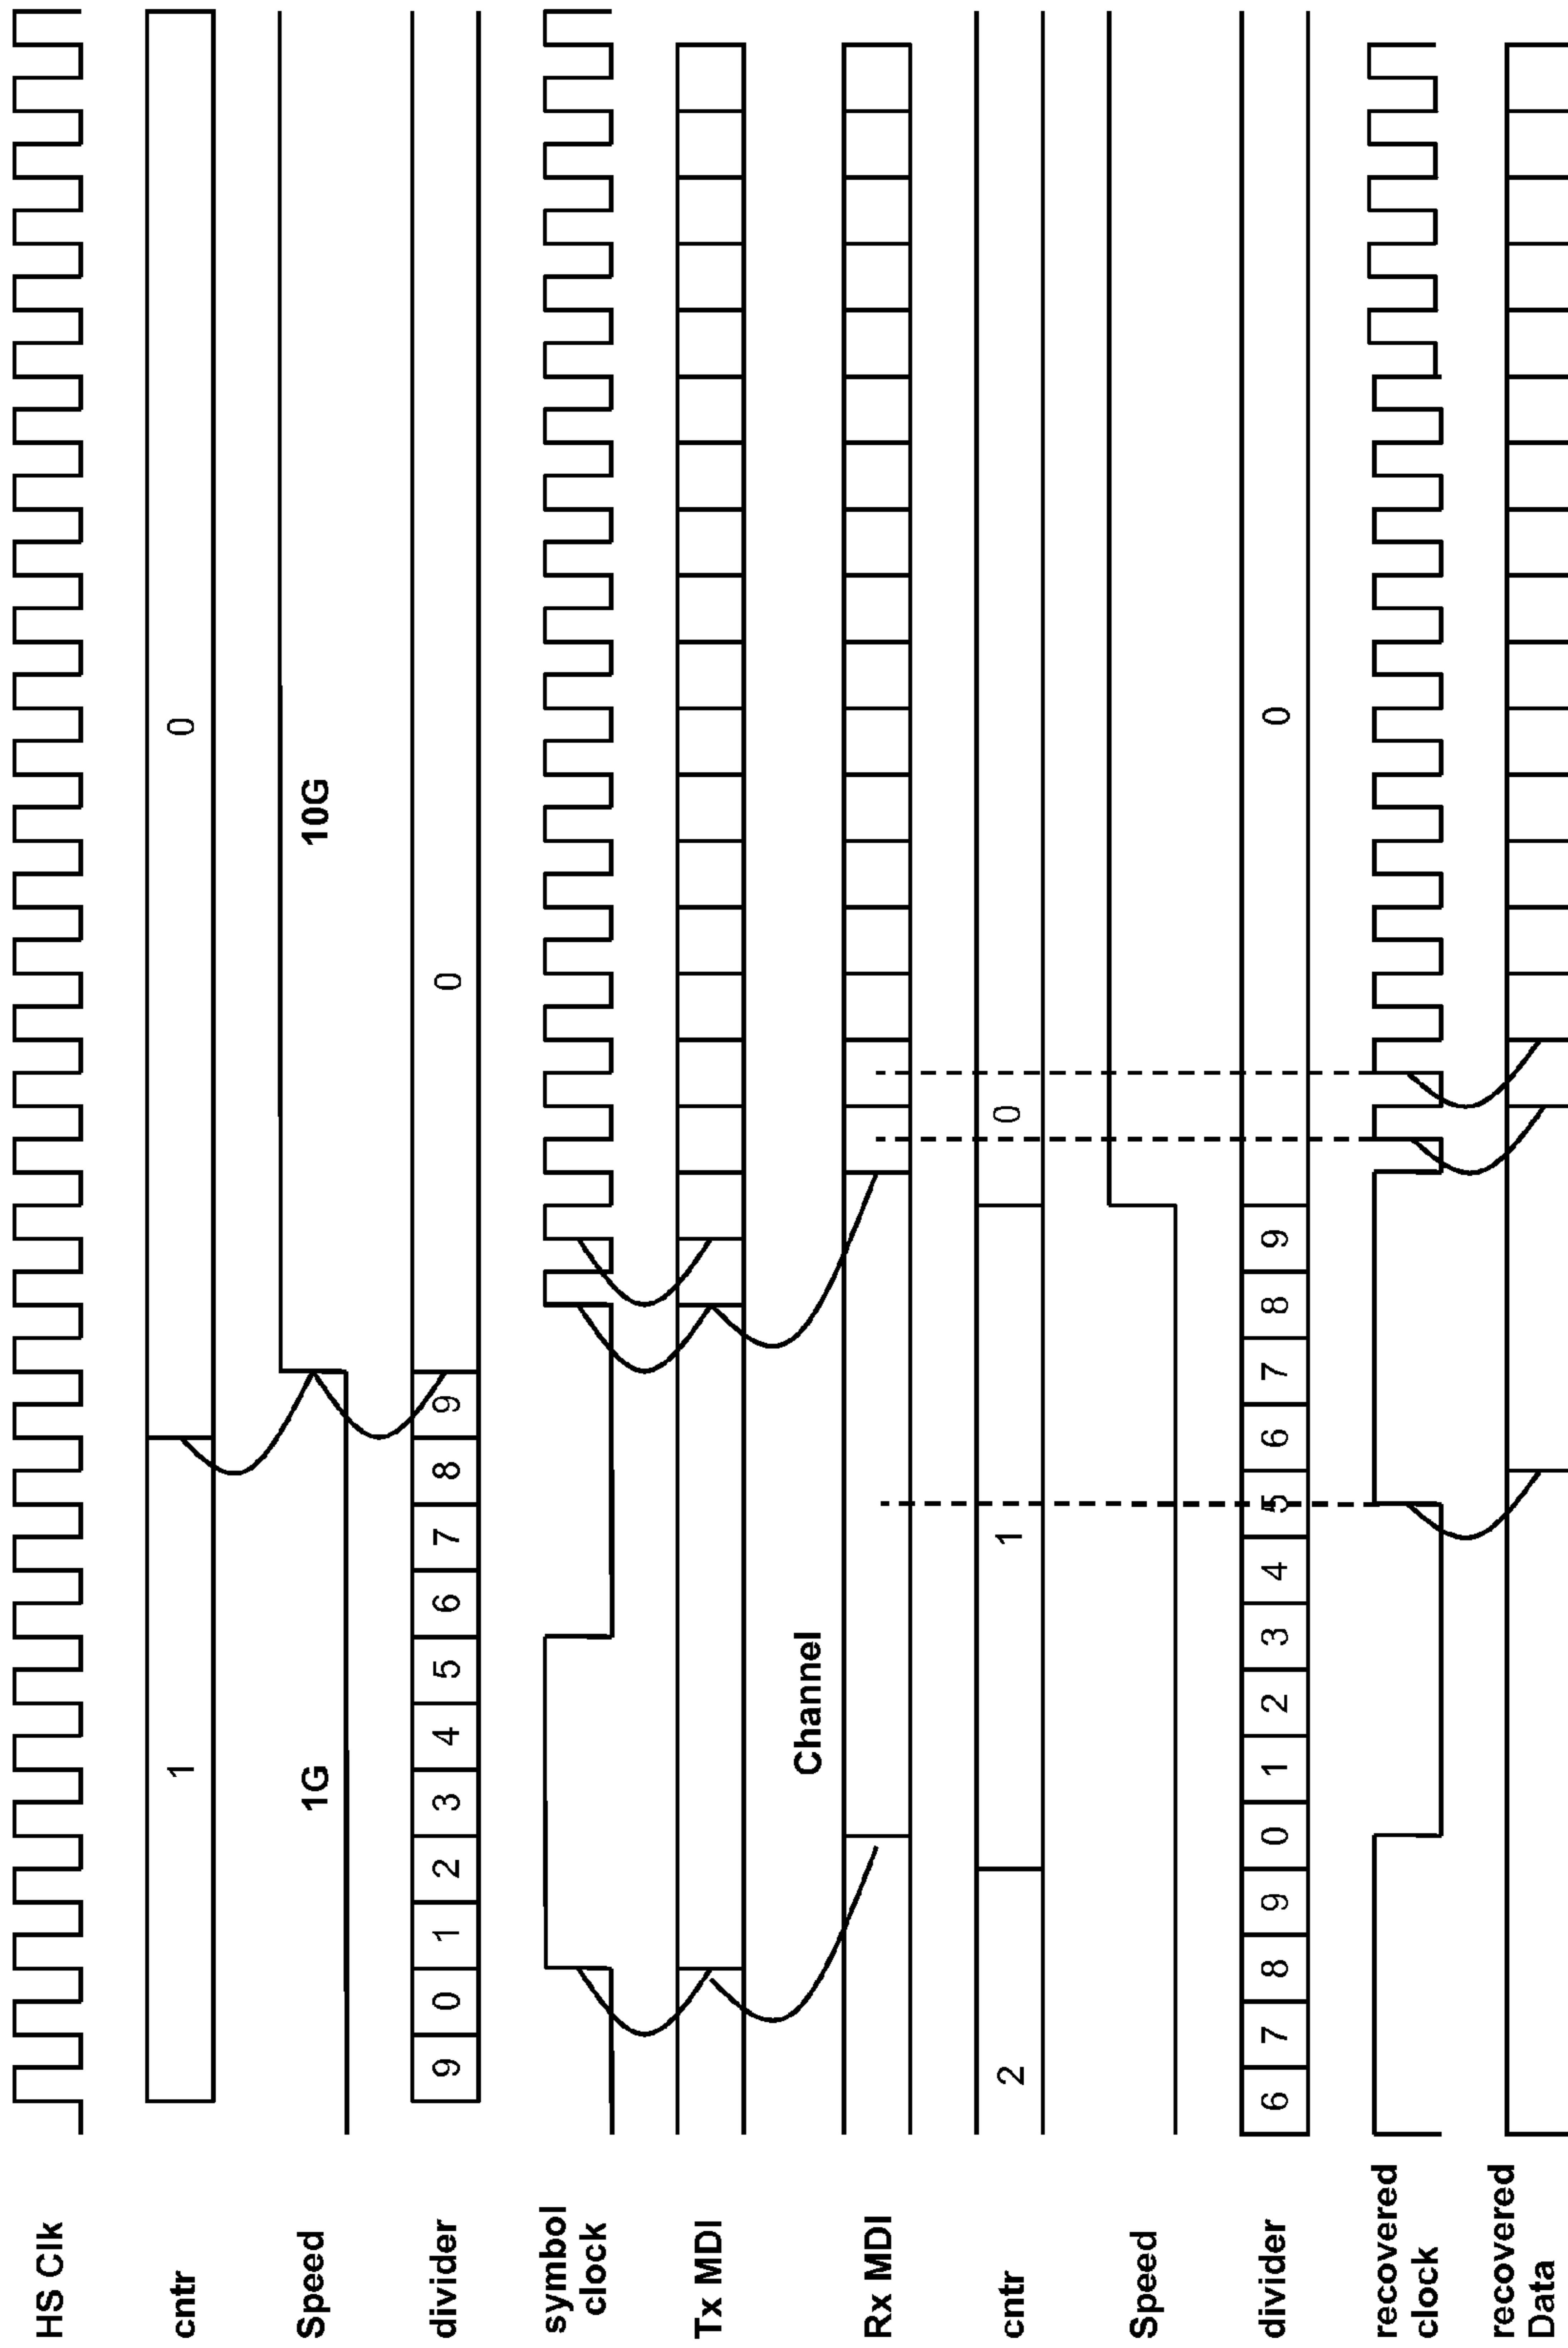 HS Clk
cntr 1 0
Speed 1G 10G
divider 9 0 1 2 3 4 5 6 7 8 9 0
symbol
clock
Tx MDI
Channel
Rx MDI
cntr 2 1 0
Speed
divider 6 7 8 9 0 1 2 3 4 5 6 7 8 9 0
recovered
clock
recovered
Data